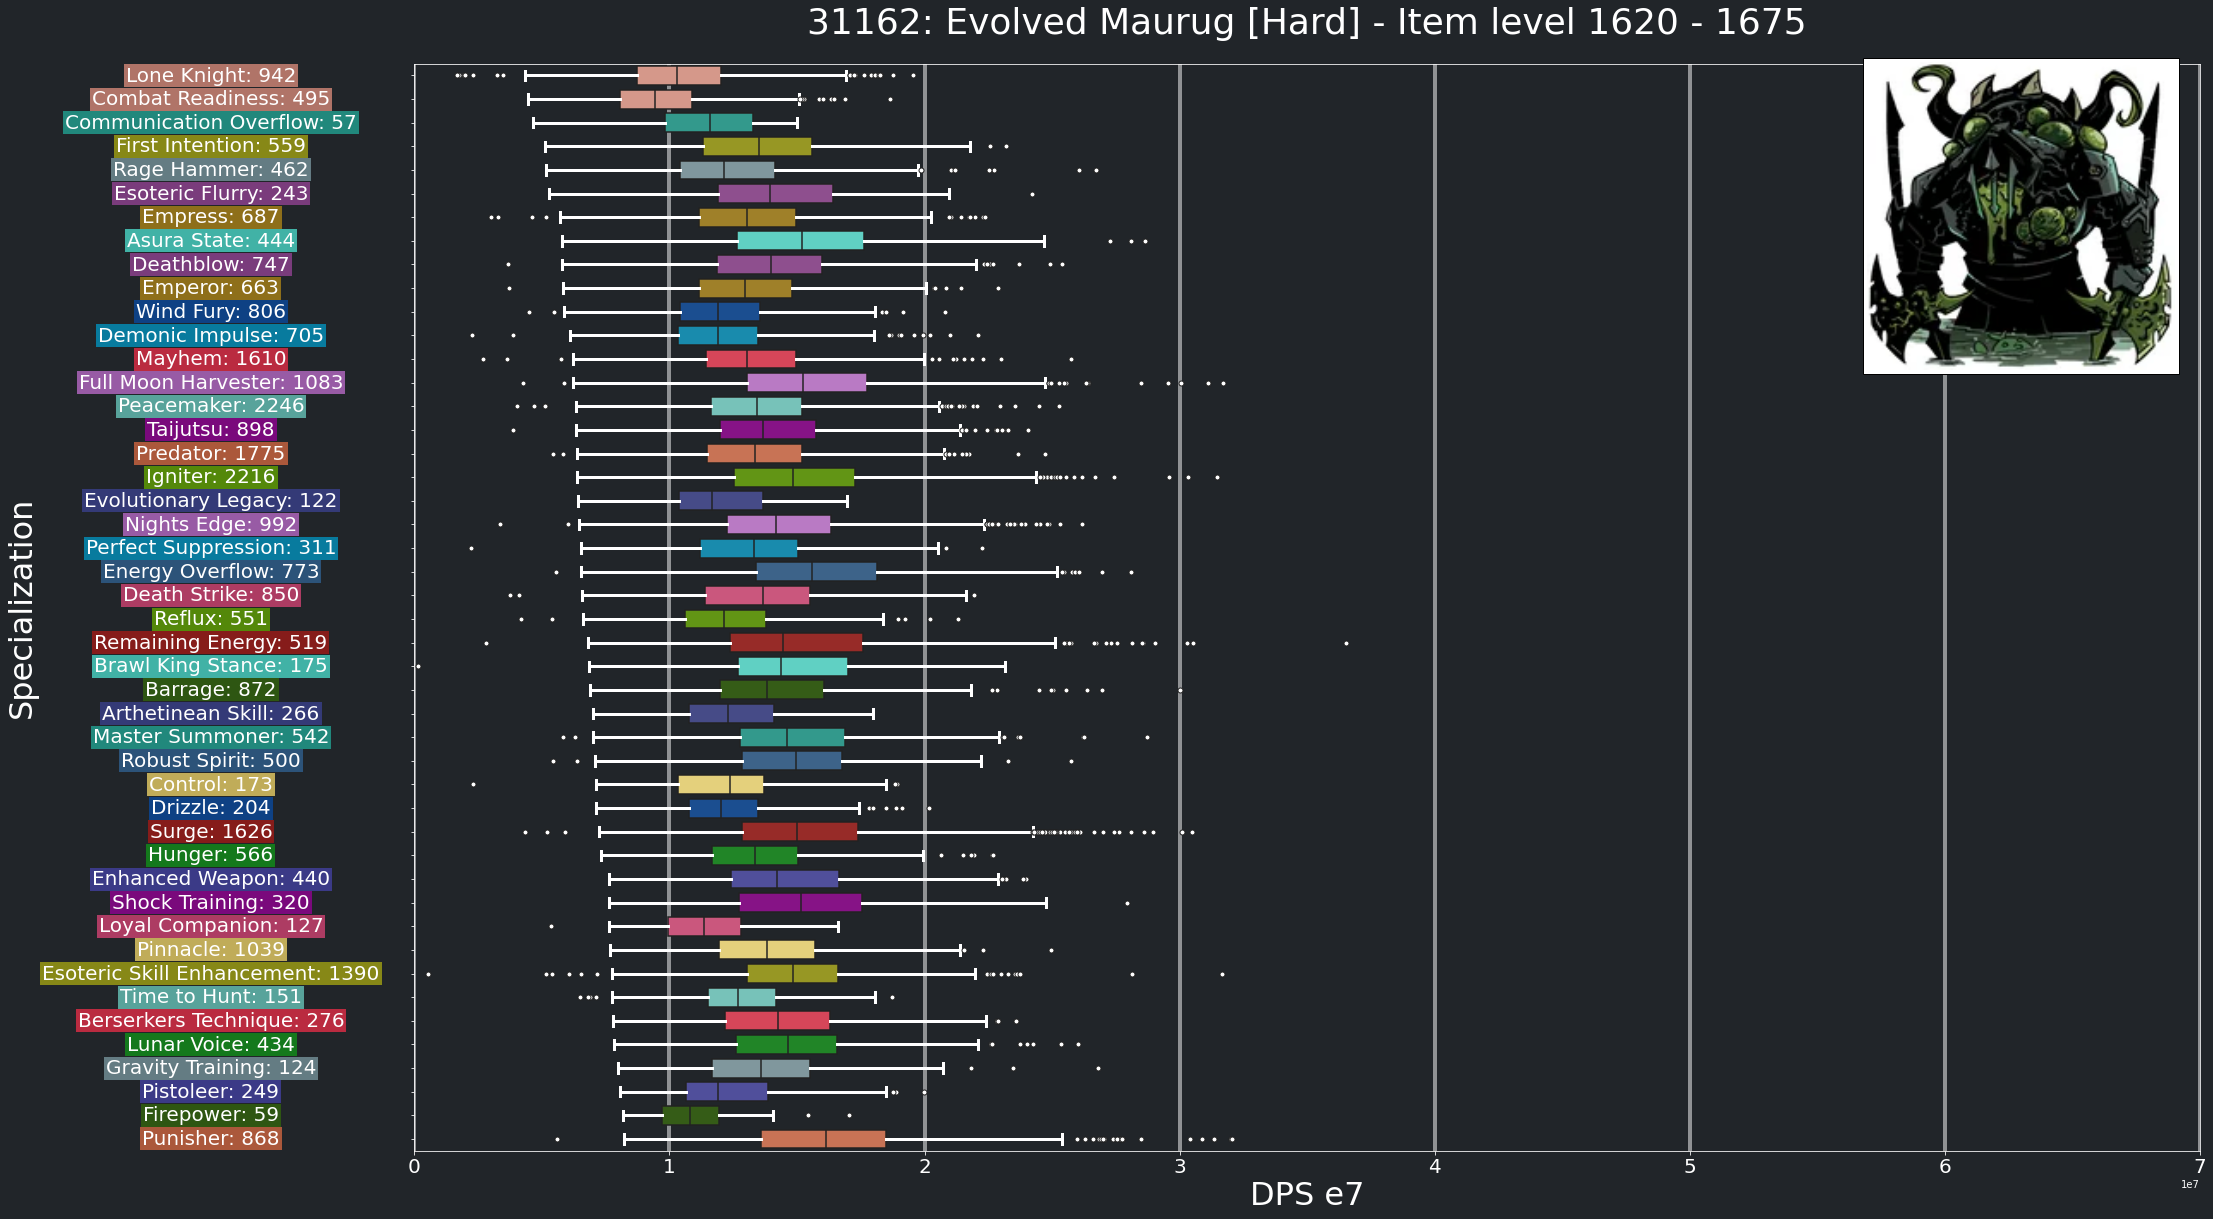 31162: Evolved Maurug [Hard] - Item level 1620 - 1675
Specialization
Lone Knight: 942
Combat Readiness: 495
Communication Overflow: 57
First Intention: 559
Rage Hammer: 462
Esoteric Flurry: 243
Empress: 687
Asura State: 444
Deathblow: 747
Emperor: 663
Wind Fury: 806
Demonic Impulse: 705
Mayhem: 1610
Full Moon Harvester: 1083
Peacemaker: 2246
Taijutsu: 898
Predator: 1775
Igniter: 2216
Evolutionary Legacy: 122
Nights Edge: 992
Perfect Suppression: 311
Energy Overflow: 773
Death Strike: 850
Reflux: 551
Remaining Energy: 519
Brawl King Stance: 175
Barrage: 872
Arthetinean Skill: 266
Master Summoner: 542
Robust Spirit: 500
Control: 173
Drizzle: 204
Surge: 1626
Hunger: 566
Enhanced Weapon: 440
Shock Training: 320
Loyal Companion: 127
Pinnacle: 1039
Esoteric Skill Enhancement: 1390
Time to Hunt: 151
Berserkers Technique: 276
Lunar Voice: 434
Gravity Training: 124
Pistoleer: 249
Firepower: 59
Punisher: 868
0 1 2 3 4 5 6 7
1e7
DPS e7